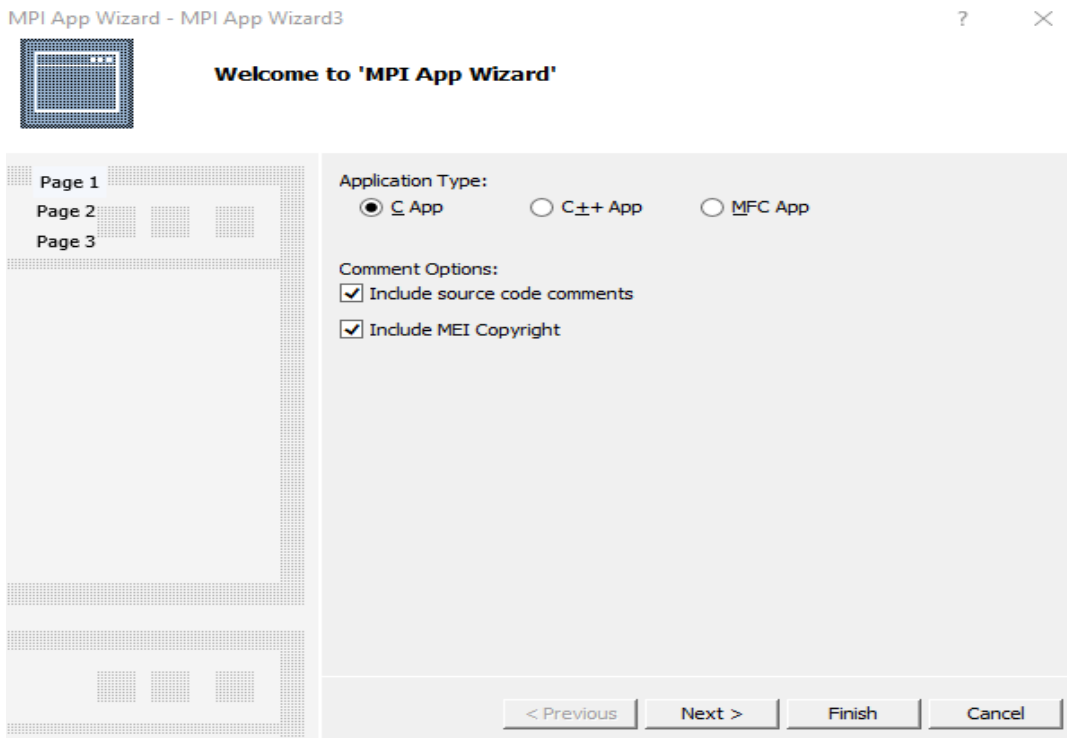 MPI App Wizard - MPI App Wizard3
?
Welcome to 'MPI App Wizard'
Page 1
Page 2
Page 3
Application Type:
C App C++ App MFC App
Comment Options:
Include source code comments
Include MEI Copyright
< Previous Next > Finish Cancel